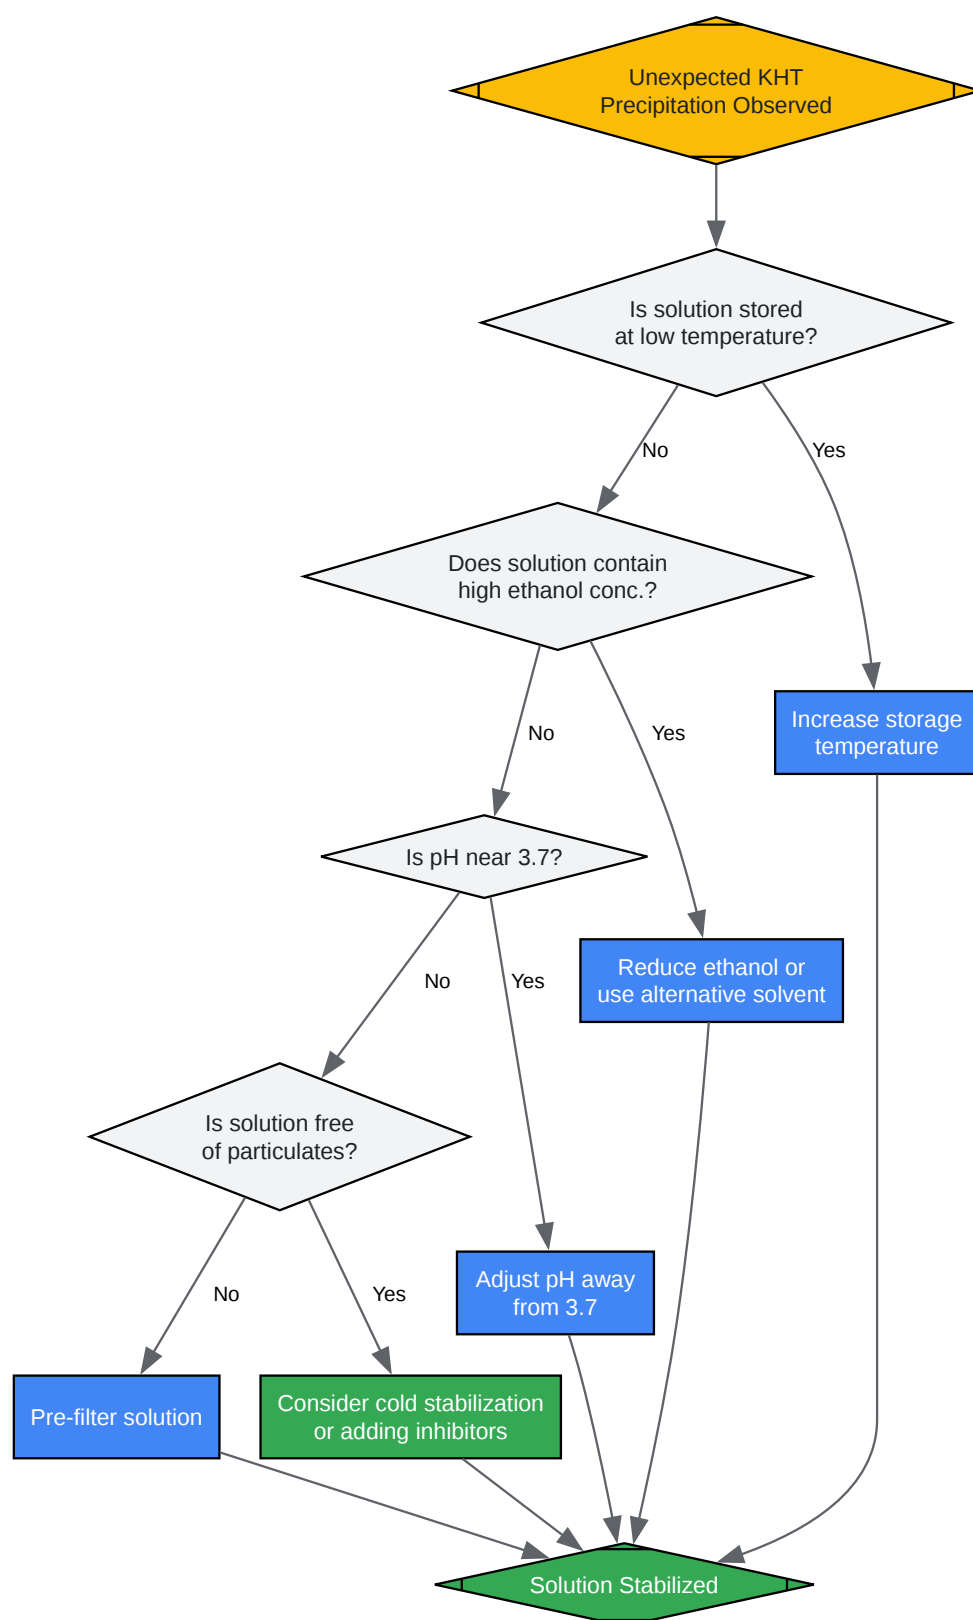 Unexpected KHT
Precipitation Observed
Is solution stored
at low temperature?
No
Yes
Does solution contain
high ethanol conc.?
Increase storage
temperature
No
Yes
Is pH near 3.7?
Reduce ethanol or
use alternative solvent
No
Yes
Is solution free
of particulates?
Adjust pH away
from 3.7
No
Yes
Pre-filter solution
Consider cold stabilization
or adding inhibitors
Solution Stabilized